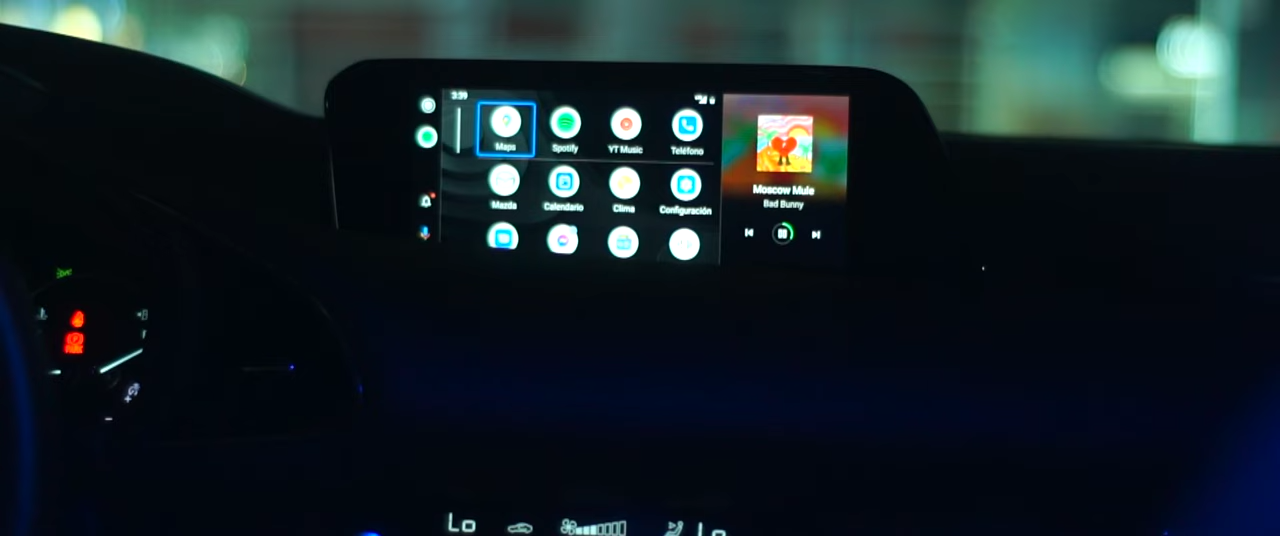 3:39
Maps
Spotify
YT Music
Teléfono
Mazda
Calendario
Clima
Configuración
Moscow Mule
Bad Bunny
Lo
Lo